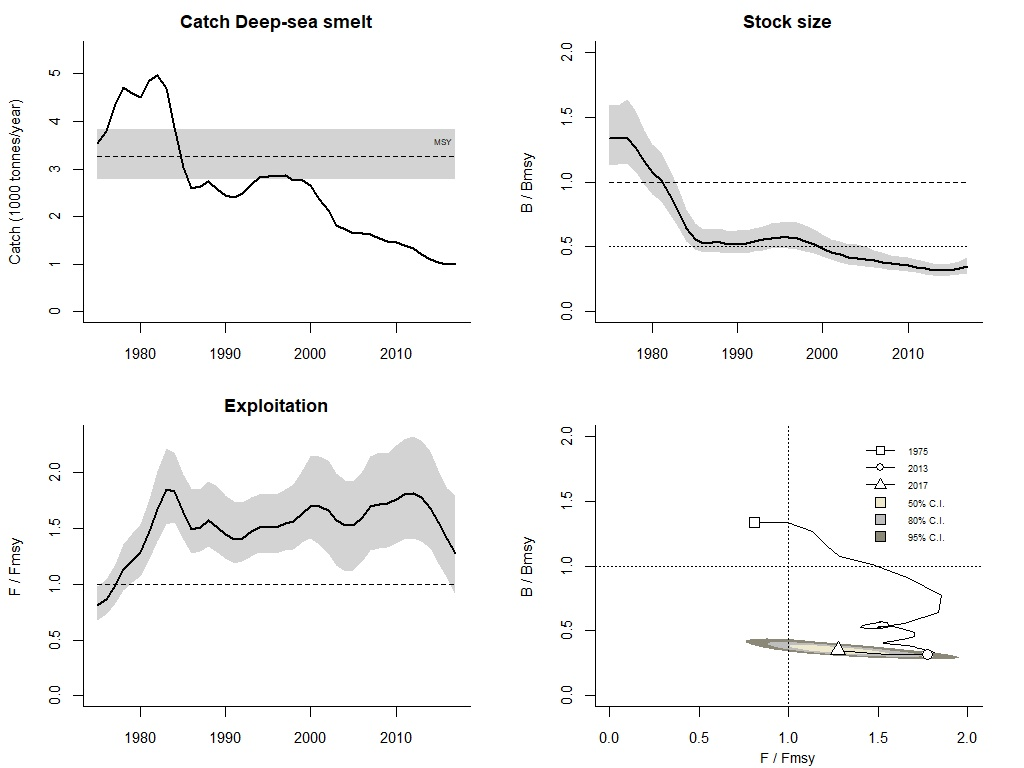 Catch Deep-sea smelt
Catch (1000 tonnes/year)
5
4
3
2
1
0
MSY
1980 1990 2000 2010
Stock size
B / Bmsy
2.0
1.5
1.0
0.5
0.0
1980 1990 2000 2010
Exploitation
F / Fmsy
2.0
1.5
1.0
0.5
0.0
1980 1990 2000 2010
B / Bmsy
2.0
1.5
1.0
0.5
0.0
1975
2013
2017
50% C.I.
80% C.I.
95% C.I.
0.0 0.5 1.0 1.5 2.0
F / Fmsy